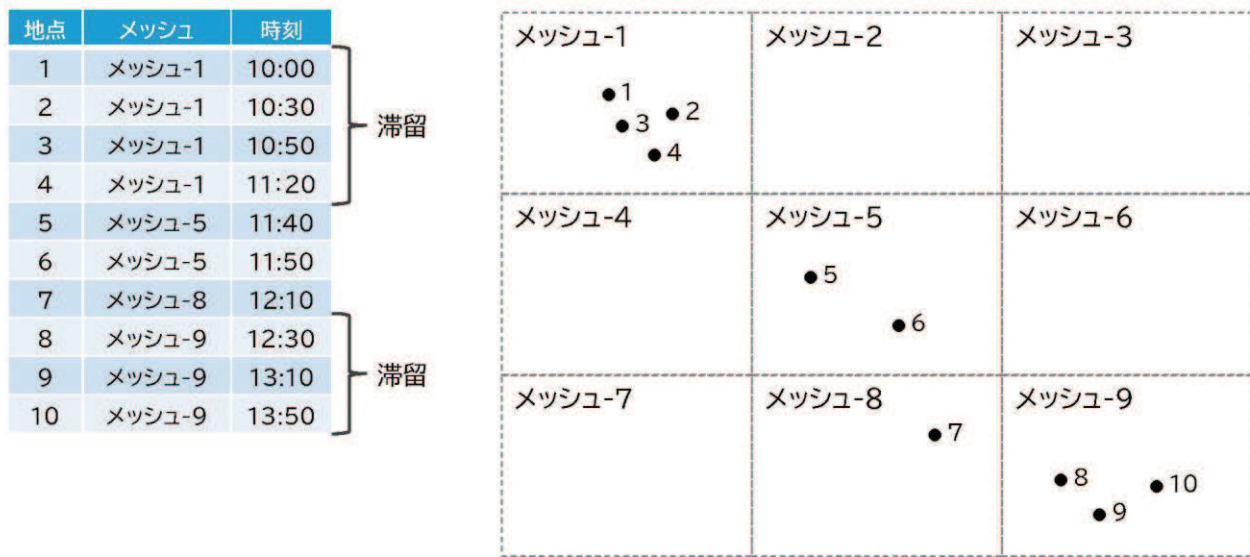 地点 メッシュ 時刻
1 メッシュ-1 10:00
2 メッシュ-1 10:30
3 メッシュ-1 10:50
4 メッシュ-1 11:20
5 メッシュ-5 11:40
6 メッシュ-5 11:50
7 メッシュ-8 12:10
8 メッシュ-9 12:30
9 メッシュ-9 13:10
10 メッシュ-9 13:50
滞留
滞留
メッシュ-1 メッシュ-2 メッシュ-3
1
2
3
4
メッシュ-4 メッシュ-5 メッシュ-6
5
6
メッシュ-7 メッシュ-8 メッシュ-9
7
8
10
9